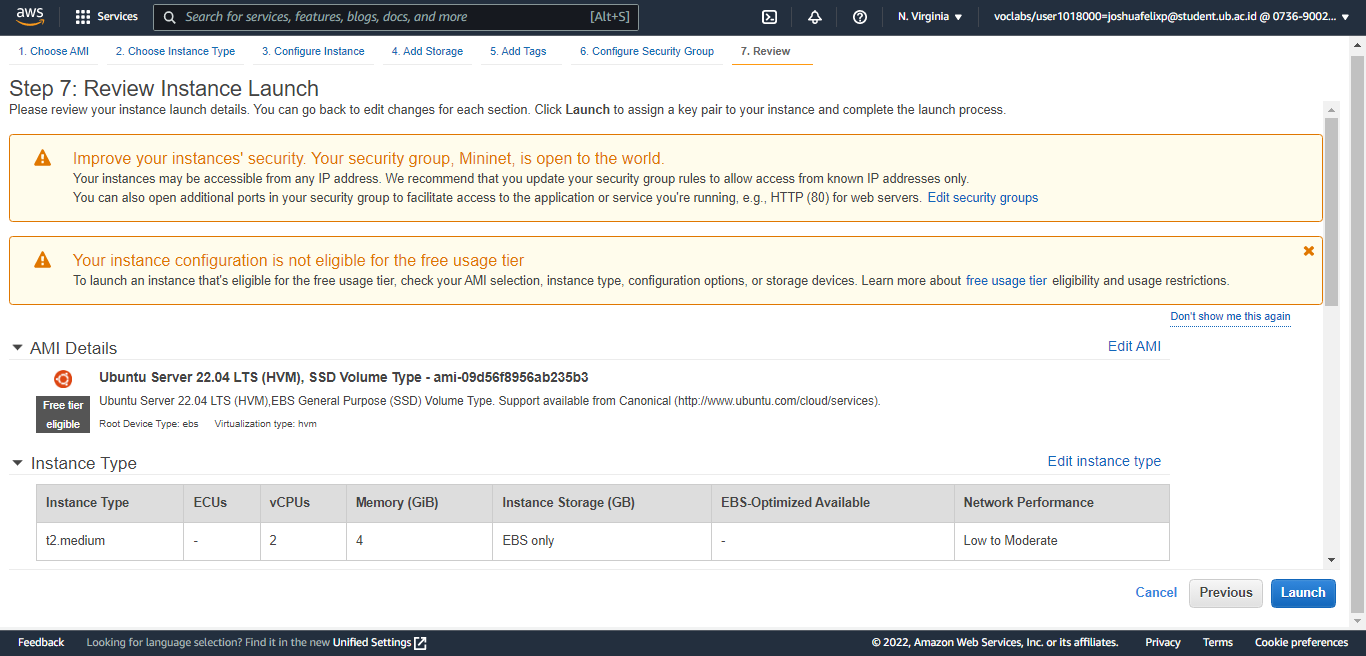 aws
Services
Search for services, features, blogs, docs, and more
[Alt+S]
N. Virginia
voclabs/user1018000=joshuafelixp@student.ub.ac.id @ 0736-9002...
1. Choose AMI
2. Choose Instance Type
3. Configure Instance
4. Add Storage
5. Add Tags
6. Configure Security Group
7. Review
Step 7: Review Instance Launch
Please review your instance launch details. You can go back to edit changes for each section. Click Launch to assign a key pair to your instance and complete the launch process.
Improve your instances' security. Your security group, Mininet, is open to the world.
Your instances may be accessible from any IP address. We recommend that you update your security group rules to allow access from known IP addresses only.
You can also open additional ports in your security group to facilitate access to the application or service you're running, e.g., HTTP (80) for web servers. Edit security groups
Your instance configuration is not eligible for the free usage tier
To launch an instance that's eligible for the free usage tier, check your AMI selection, instance type, configuration options, or storage devices. Learn more about free usage tier eligibility and usage restrictions.
Don't show me this again
AMI Details
Edit AMI
Ubuntu Server 22.04 LTS (HVM), SSD Volume Type - ami-09d56f8956ab235b3
Free tier
eligible
Ubuntu Server 22.04 LTS (HVM),EBS General Purpose (SSD) Volume Type. Support available from Canonical (http://www.ubuntu.com/cloud/services).
Root Device Type: ebs Virtualization type: hvm
Instance Type
Edit instance type
Instance Type ECUs vCPUs Memory (GiB) Instance Storage (GB) EBS-Optimized Available Network Performance
t2.medium - 2 4 EBS only - Low to Moderate
Cancel
Previous
Launch
Feedback
Looking for language selection? Find it in the new Unified Settings
© 2022, Amazon Web Services, Inc. or its affiliates.
Privacy
Terms
Cookie preferences